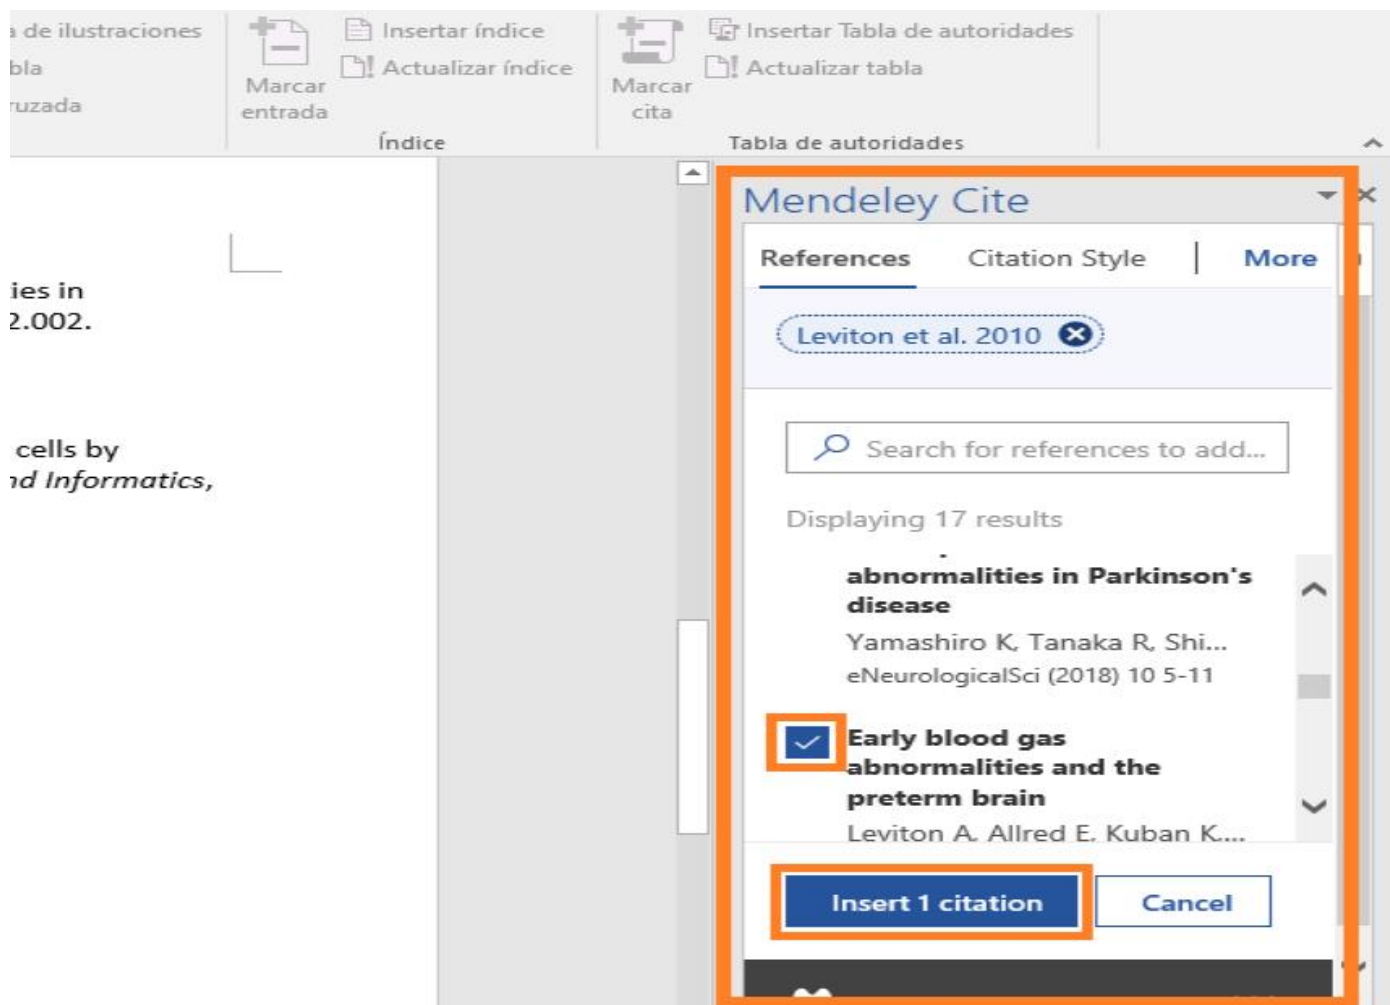 de ilustraciones
Marcar
entrada
Insertar índice
Actualizar índice
Índice
Marcar
cita
Insertar Tabla de autoridades
Actualizar tabla
Tabla de autoridades
ies in
2.002.
cells by
nd Informatics,
Mendeley Cite
References Citation Style | More
Leviton et al. 2010
Search for references to add...
Displaying 17 results
abnormalities in Parkinson's
disease
Yamashiro K, Tanaka R, Shi...
eNeurologicalSci (2018) 10 5-11
Early blood gas
abnormalities and the
preterm brain
Leviton A, Allred E, Kuban K,...
Insert 1 citation
Cancel